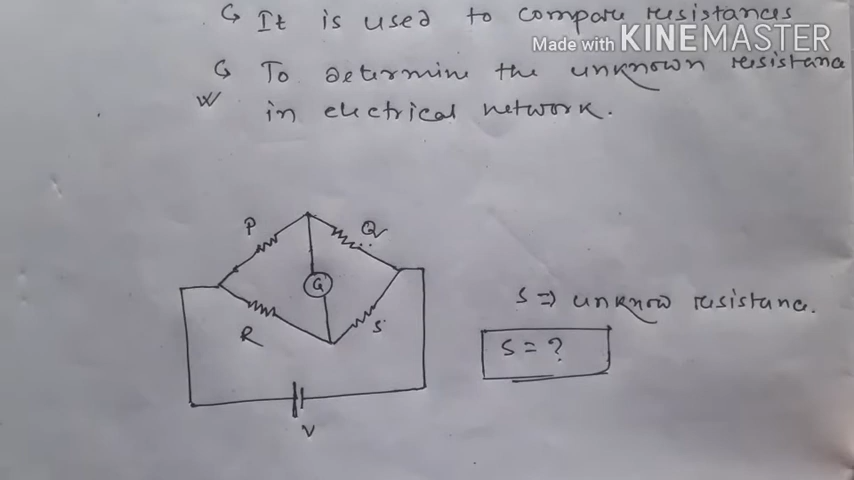 ↳ It is used to compare resistances
Made with KINEMASTER
↳ To determine the unknown resistance
W in electrical network.
P
Q
G
R
S
V
S ⇒ unknow resistance.
S = ?